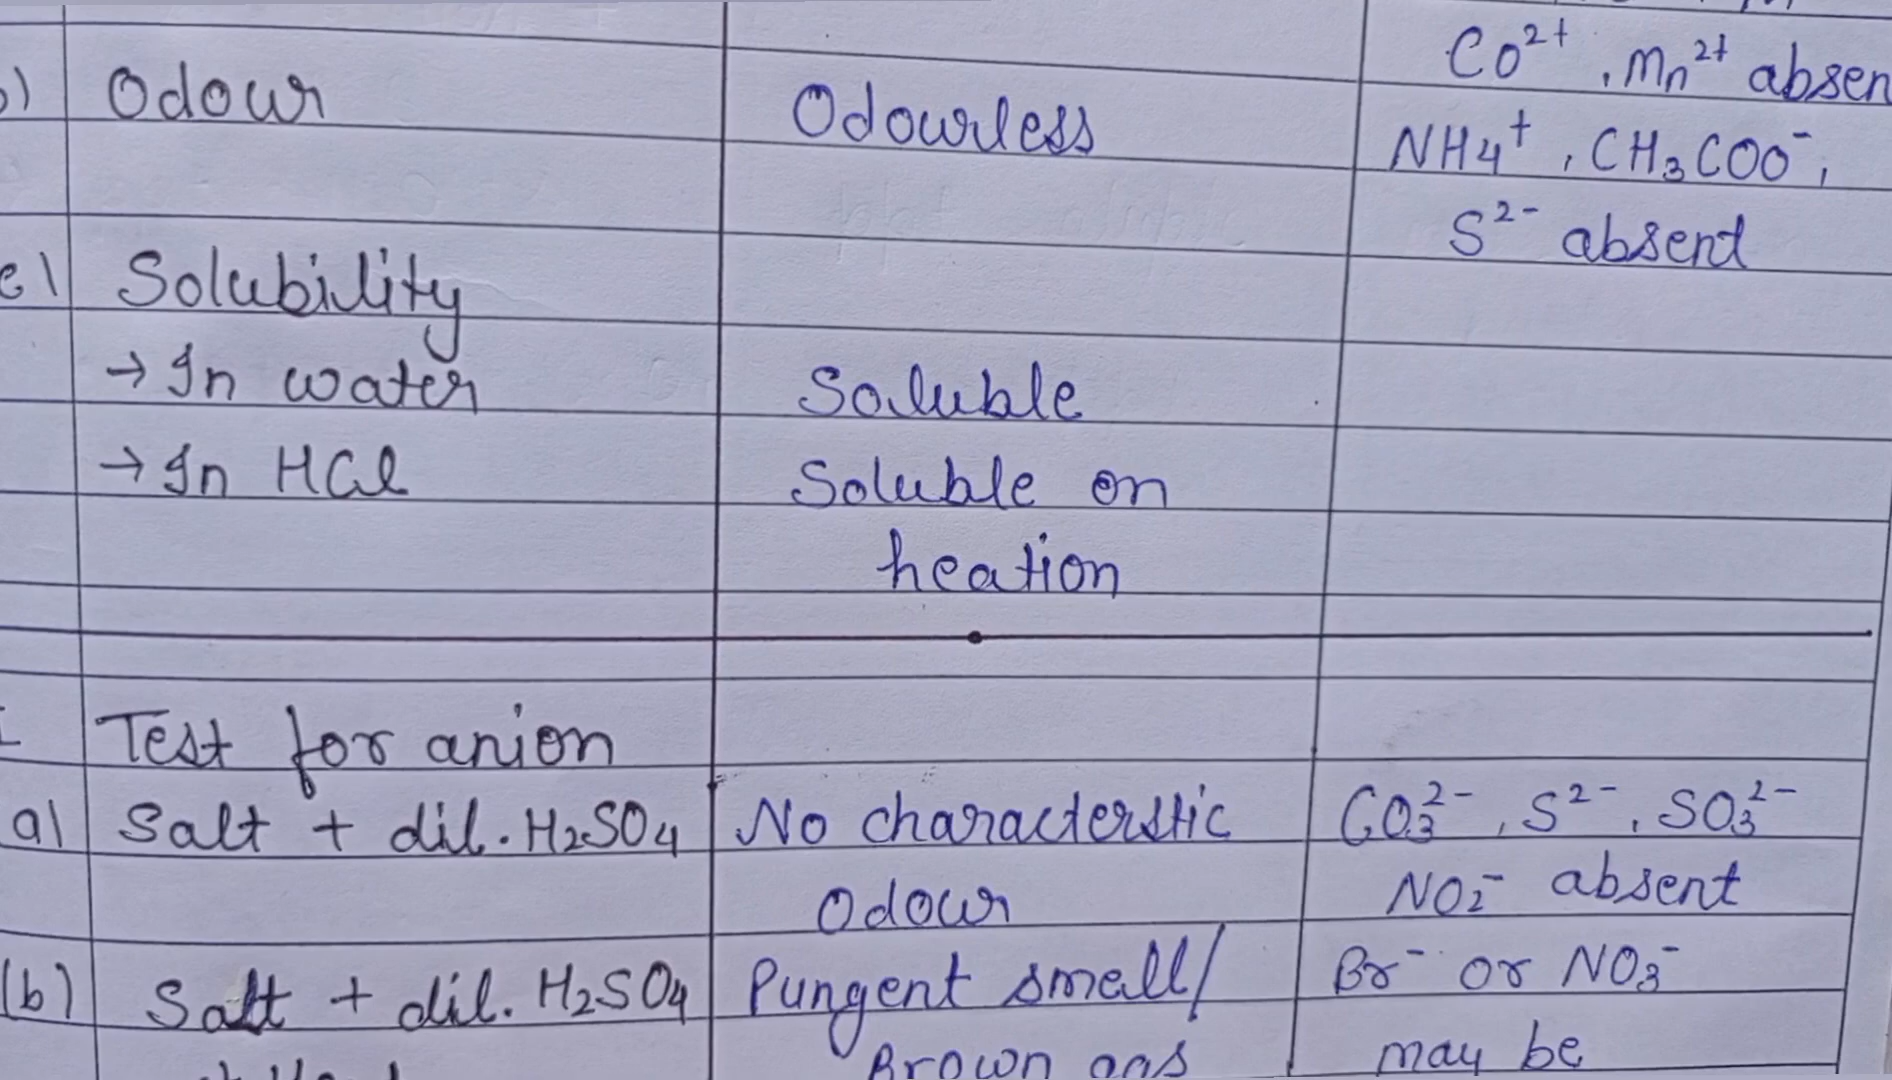 Co²⁺, Mn²⁺ absen
b) Odour Odourless NH4⁺, CH₃COO⁻,
S²⁻ absent
c) Solubility
→ In water Soluble
→ In HCl Soluble on
heation
Test for anion
a) Salt + dil. H₂SO₄ No characterstic CO₃²⁻, S²⁻, SO₃²⁻
Odour NO₂⁻ absent
(b) Salt + dil. H₂SO₄ Pungent small/ Br⁻ or NO₃⁻
Brown gas may be